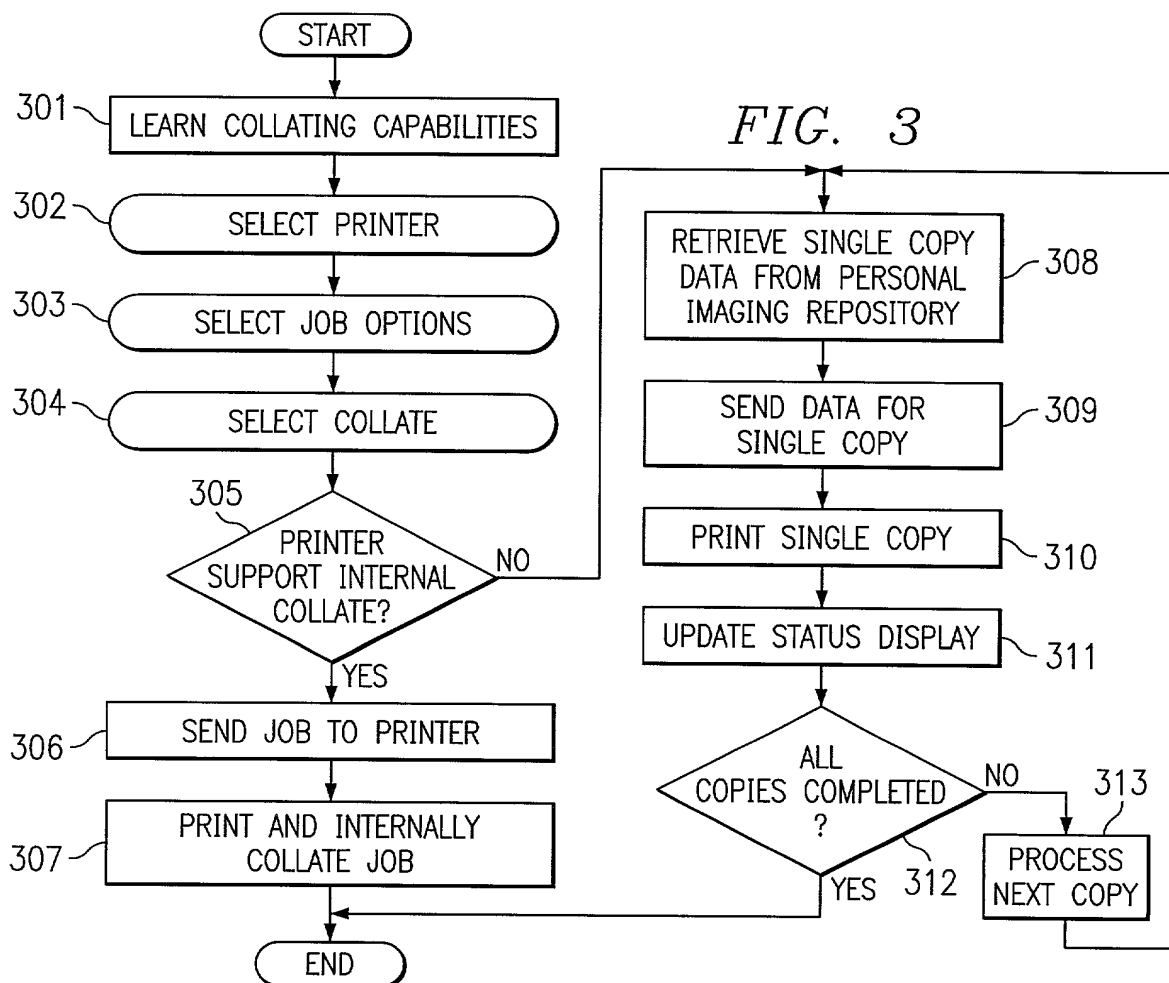 START
301
LEARN COLLATING CAPABILITIES
302
SELECT PRINTER
303
SELECT JOB OPTIONS
304
SELECT COLLATE
305
PRINTER
SUPPORT INTERNAL
COLLATE?
NO
YES
306
SEND JOB TO PRINTER
307
PRINT AND INTERNALLY
COLLATE JOB
END
FIG. 3
RETRIEVE SINGLE COPY
DATA FROM PERSONAL
IMAGING REPOSITORY
308
SEND DATA FOR
SINGLE COPY
309
PRINT SINGLE COPY
310
UPDATE STATUS DISPLAY
311
ALL
COPIES COMPLETED
?
312
NO
YES
313
PROCESS
NEXT COPY